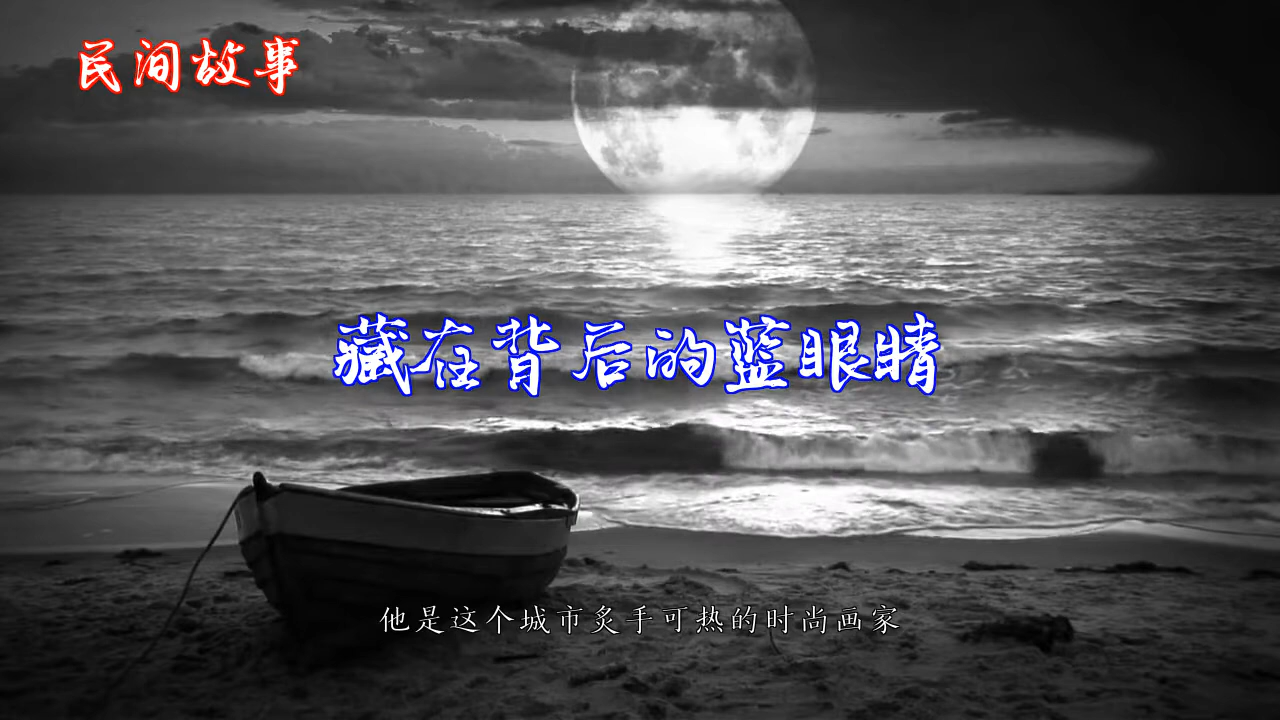 民间故事
藏在背后的蓝眼睛
他是这个城市炙手可热的时尚画家